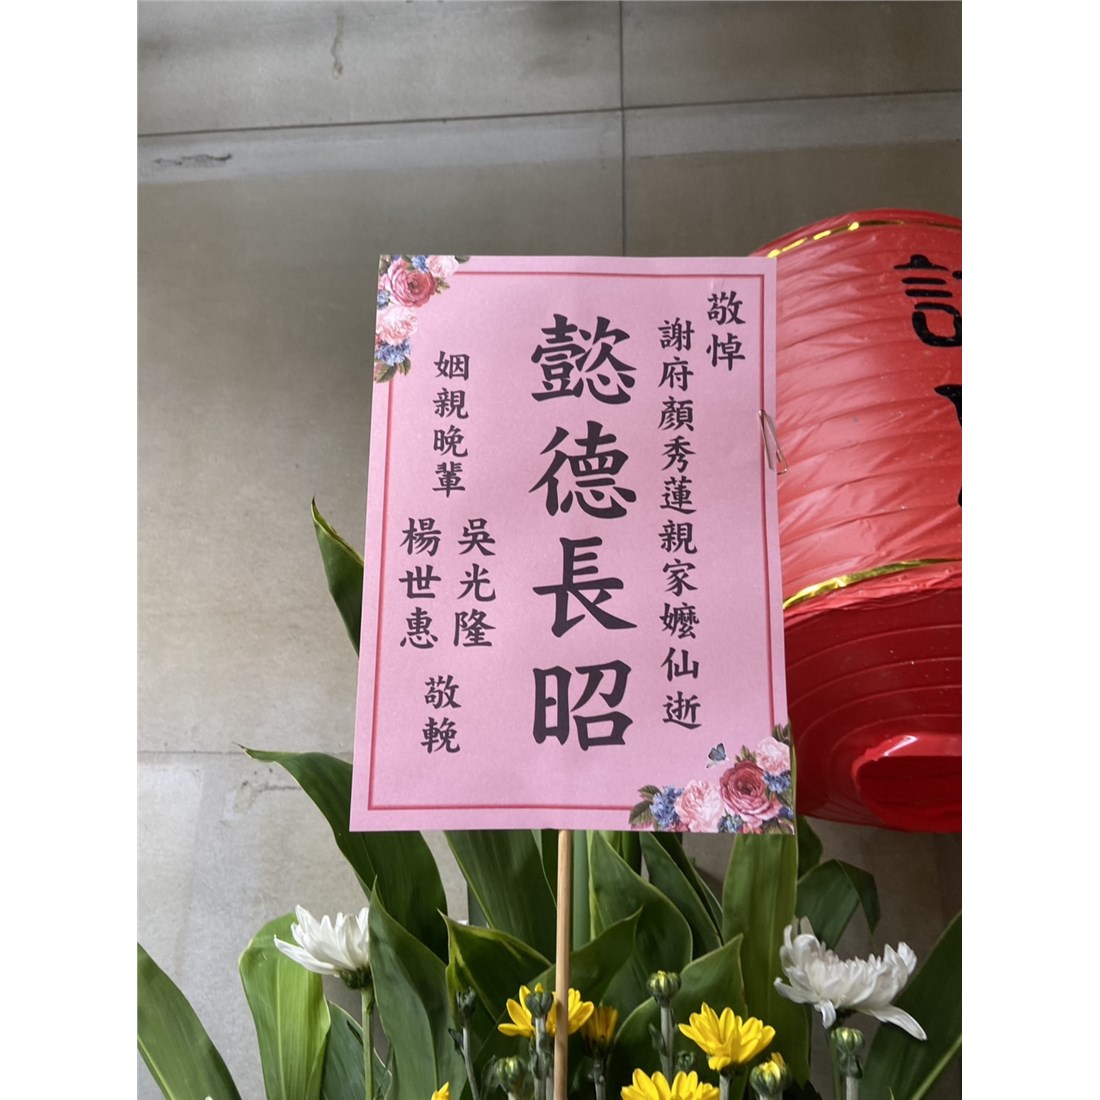 敬悼
謝府顏秀蓮親家嬤仙逝
懿德長昭
姻親晚輩
吳光隆
楊世惠
敬輓